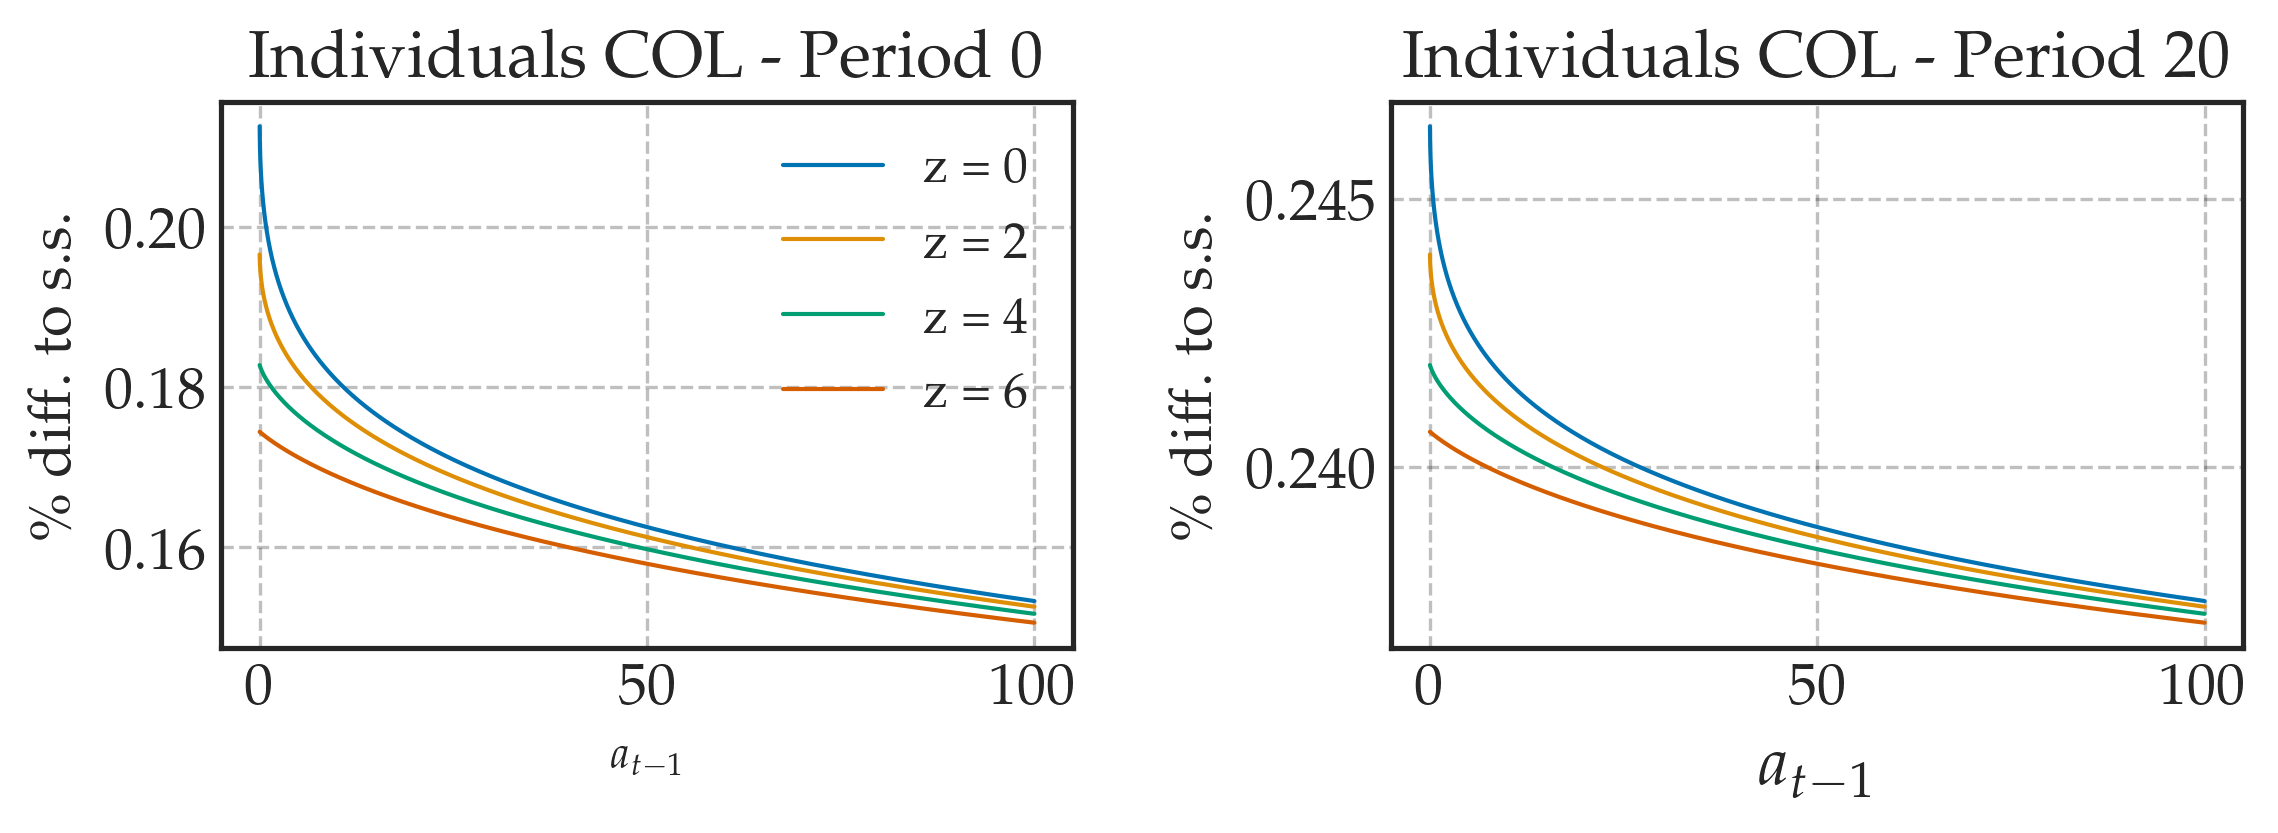 Individuals COL - Period 0
% diff. to s.s.
0.20
0.18
0.16
z = 0
z = 2
z = 4
z = 6
0 50 100
a_{t−1}
Individuals COL - Period 20
% diff. to s.s.
0.245
0.240
0 50 100
a_{t−1}